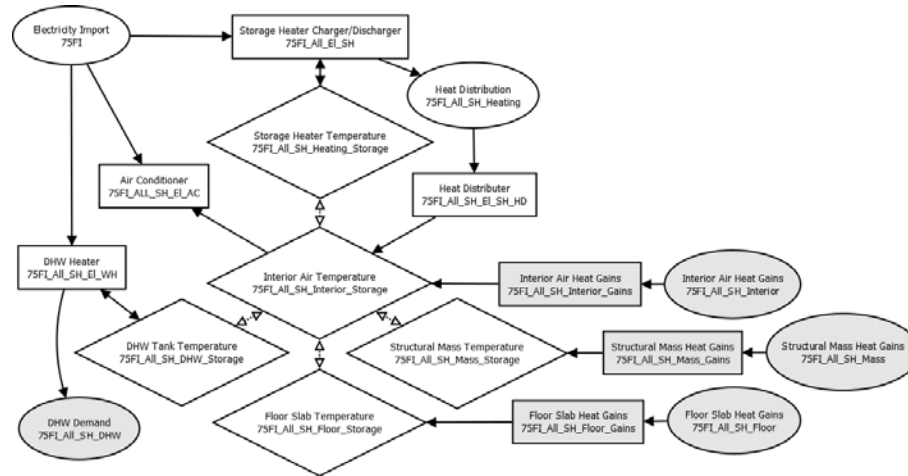 Electricity Import
75FI
Storage Heater Charger/Discharger
75FI_All_El_SH
Heat Distribution
75FI_All_SH_Heating
Storage Heater Temperature
75FI_All_SH_Heating_Storage
Air Conditioner
75FI_ALL_SH_El_AC
Heat Distributer
75FI_All_SH_El_SH_HD
DHW Heater
75FI_All_SH_El_WH
Interior Air Temperature
75FI_All_SH_Interior_Storage
Interior Air Heat Gains
75FI_All_SH_Interior_Gains
Interior Air Heat Gains
75FI_All_SH_Interior
DHW Tank Temperature
75FI_All_SH_DHW_Storage
Structural Mass Temperature
75FI_All_SH_Mass_Storage
Structural Mass Heat Gains
75FI_All_SH_Mass_Gains
Structural Mass Heat Gains
75FI_All_SH_Mass
DHW Demand
75FI_All_SH_DHW
Floor Slab Temperature
75FI_All_SH_Floor_Storage
Floor Slab Heat Gains
75FI_All_SH_Floor_Gains
Floor Slab Heat Gains
75FI_All_SH_Floor